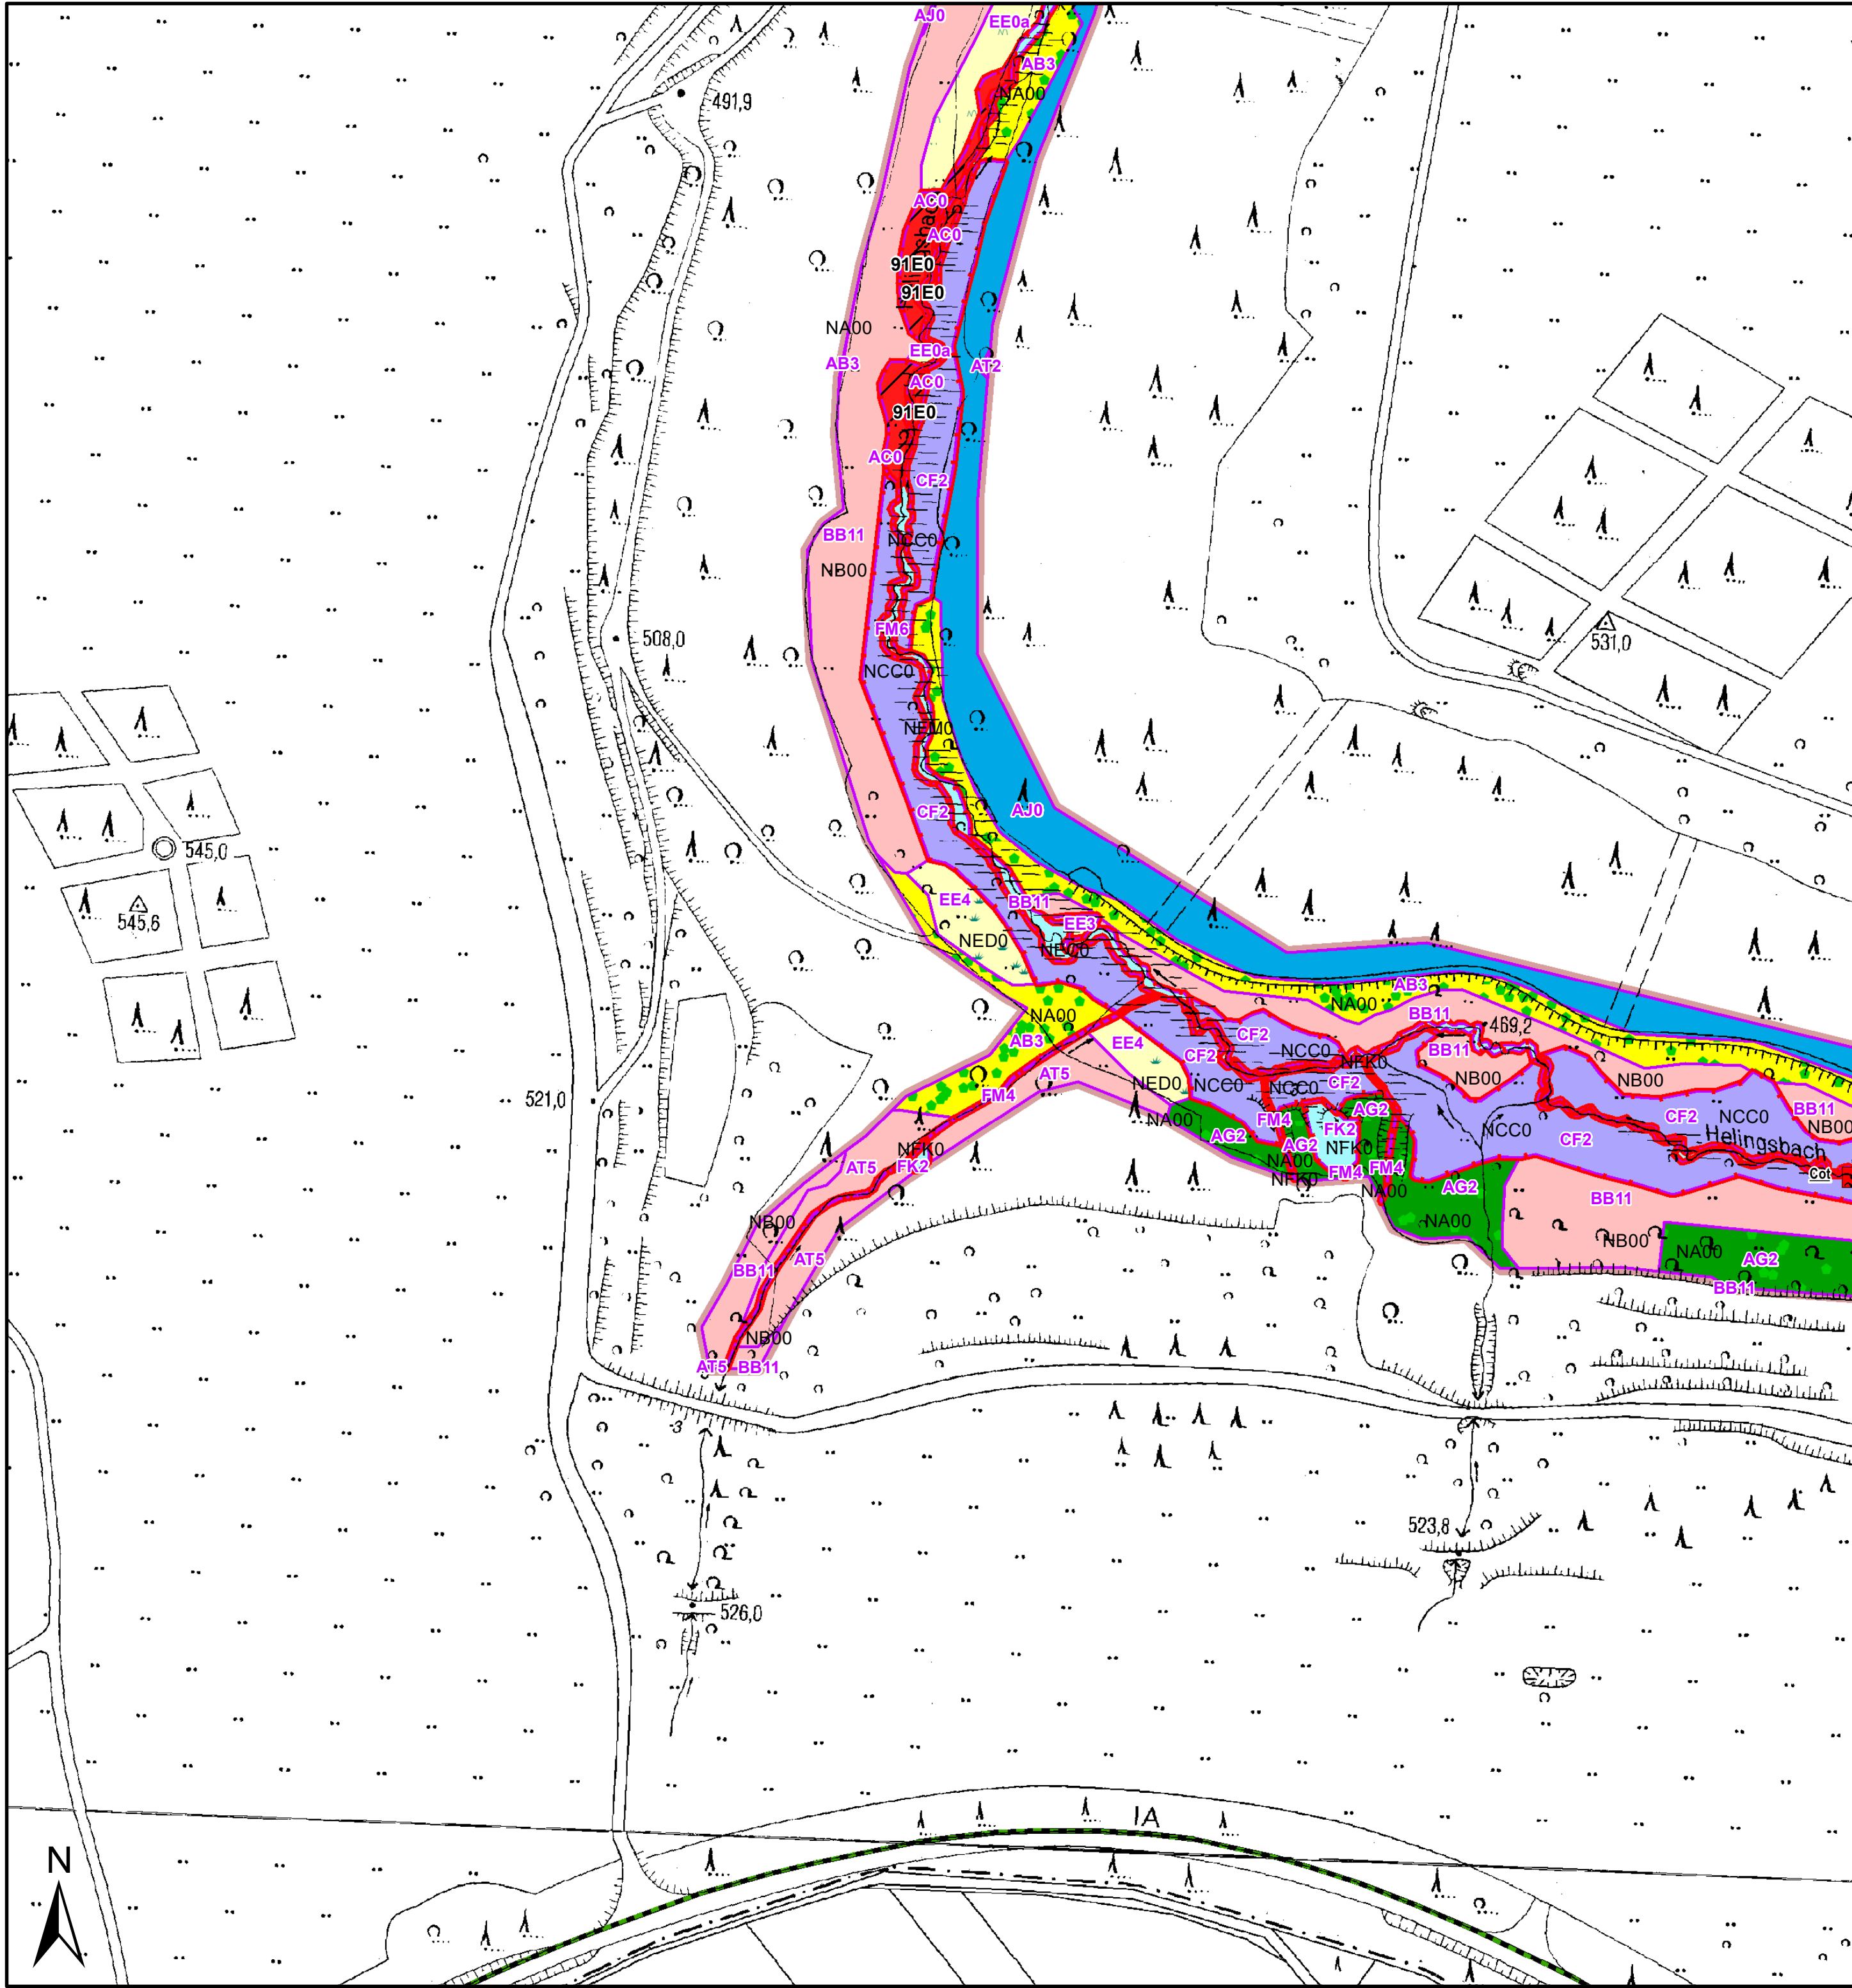 AJ0
EE0a
AB3
NA00
491,9
AC0
AC0
91E0
91E0
NA00
EE0a
AB3
AT2
AC0
91E0
AC0
CF2
BB11
NCC0
NB00
FM6
508,0
531,0
NCC0
NEM0
AJ0
CF2
545,0
545,6
EE4
BB11
EE3
NED0
NEC0
AB3
NA00
BB11
NA00
469,2
AB3
EE4
CF2
CF2
NCC0
NFK0
BB11
AT5
NED0
NCC0
NCC0
CF2
NB00
NB00
521,0
FM4
NA00
FM4
AG2
CF2
NCC0
BB11
NB00
AG2
FK2
NCC0
CF2
Helingsbach
AG2
NFK0
NFK0
AT5
FK2
NA00
NFK0
FM4
FM4
NA00
AG2
Cot
BB11
NB00
NA00
NB00
NA00
AG2
BB11
AT5
BB11
NB00
AT5
BB11
3
523,8
526,0
IA
N